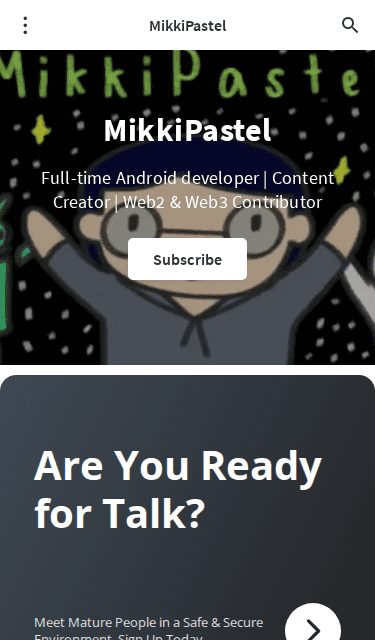 MikkiPastel
MikkiPaste
MikkiPastel
Full-time Android developer | Content
Creator | Web2 & Web3 Contributor
Subscribe
Are You Ready
for Talk?
Meet Mature People in a Safe & Secure
Environment. Sign Up Today